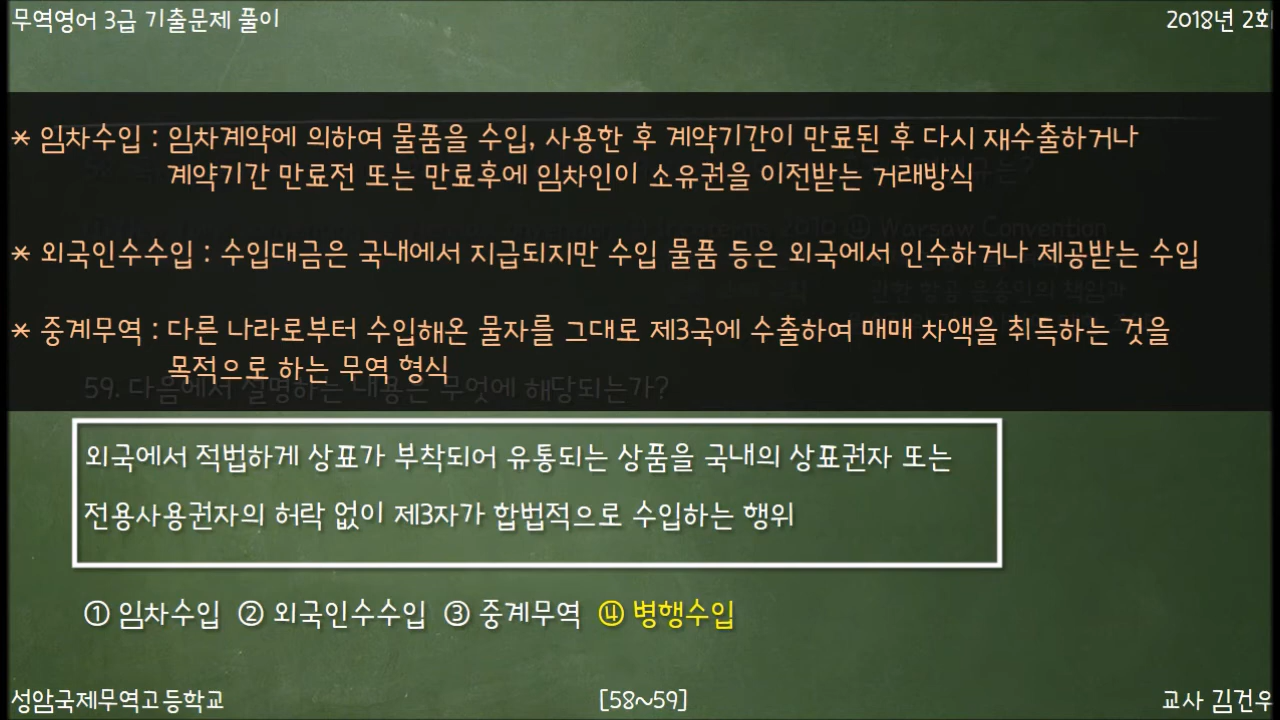 무역영어 3급 기출문제 풀이
2018년 2회
* 임차수입 : 임차계약에 의하여 물품을 수입, 사용한 후 계약기간이 만료된 후 다시 재수출하거나
계약기간 만료전 또는 만료후에 임차인이 소유권을 이전받는 거래방식
* 외국인수수입 : 수입대금은 국내에서 지급되지만 수입 물품 등은 외국에서 인수하거나 제공받는 수입
* 중계무역 : 다른 나라로부터 수입해온 물자를 그대로 제3국에 수출하여 매매 차액을 취득하는 것을
목적으로 하는 무역 형식
59. 다음에서 설명하는 내용은 무엇에 해당되는가?
외국에서 적법하게 상표가 부착되어 유통되는 상품을 국내의 상표권자 또는
전용사용권자의 허락 없이 제3자가 합법적으로 수입하는 행위
① 임차수입 ② 외국인수수입 ③ 중계무역 ④ 병행수입
성암국제무역고등학교
[58~59]
교사 김건우